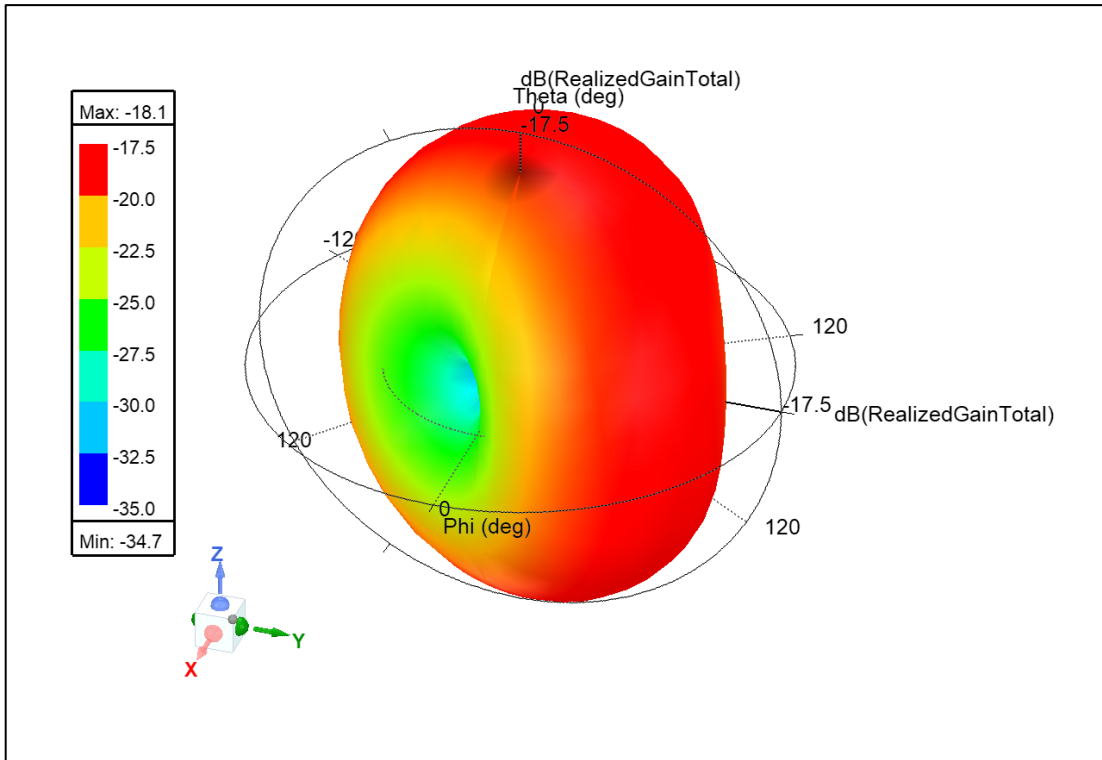 dB(RealizedGainTotal)
Theta (deg)
0
-17.5
Max: -18.1
-17.5
-20.0
-22.5
-25.0
-27.5
-30.0
-32.5
-35.0
Min: -34.7
-120
120
-17.5 dB(RealizedGainTotal)
120
0
Phi (deg)
120
Z
Y
X